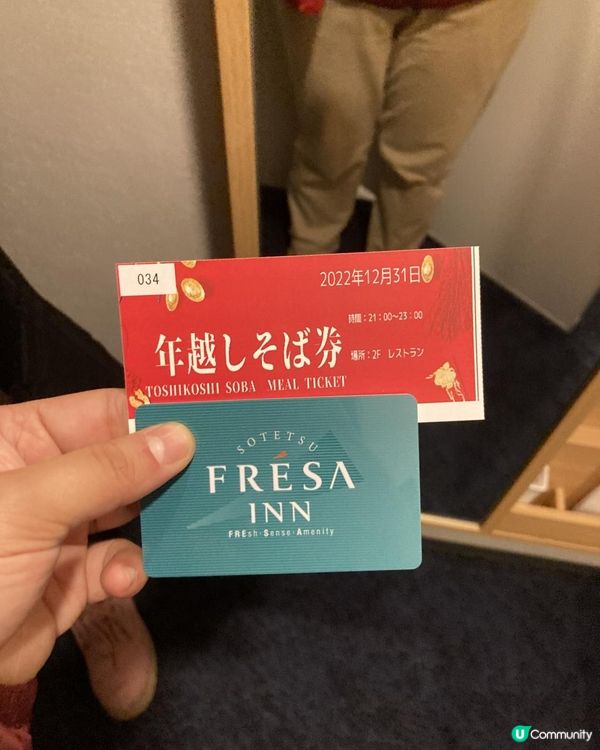 034
2022年12月31日
時間:21:00~23:00
年越しそば券
場所:2F レストラン
TOSHIKOSHI SOBA MEAL TICKET
SOTETSU
FRÉSA
INN
FREsh·Sense·Amenity
U Community